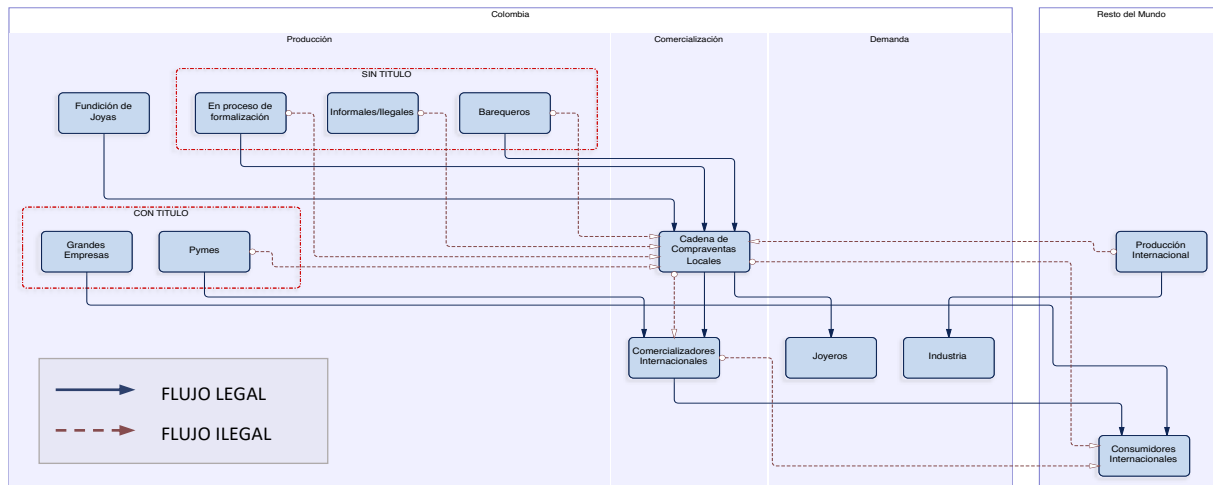 Colombia
Resto del Mundo
Producción
Comercialización
Demanda
SIN TITULO
Fundición de
Joyas
En proceso de
formalización
Informales/Ilegales
Barequeros
CON TITULO
Grandes
Empresas
Pymes
Cadena de
Compraventas
Locales
Producción
Internacional
Comercializadores
Internacionales
Joyeros
Industria
FLUJO LEGAL
FLUJO ILEGAL
Consumidores
Internacionales